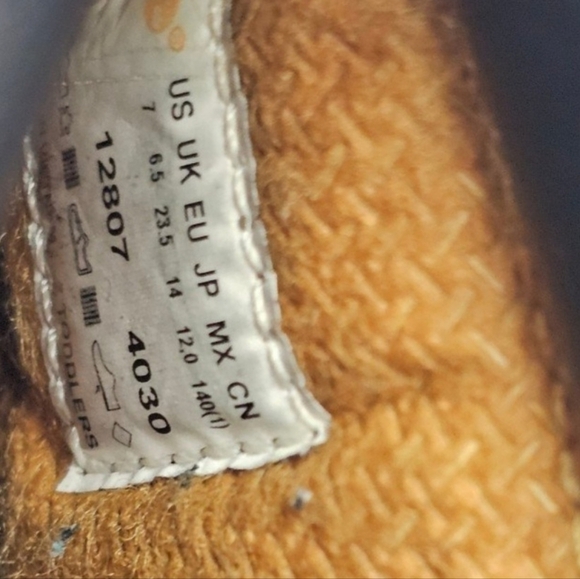 US UK EU JP MX CN
7 6.5 23.5 14 12.0 140(1)
12807 4030
TODDLERS